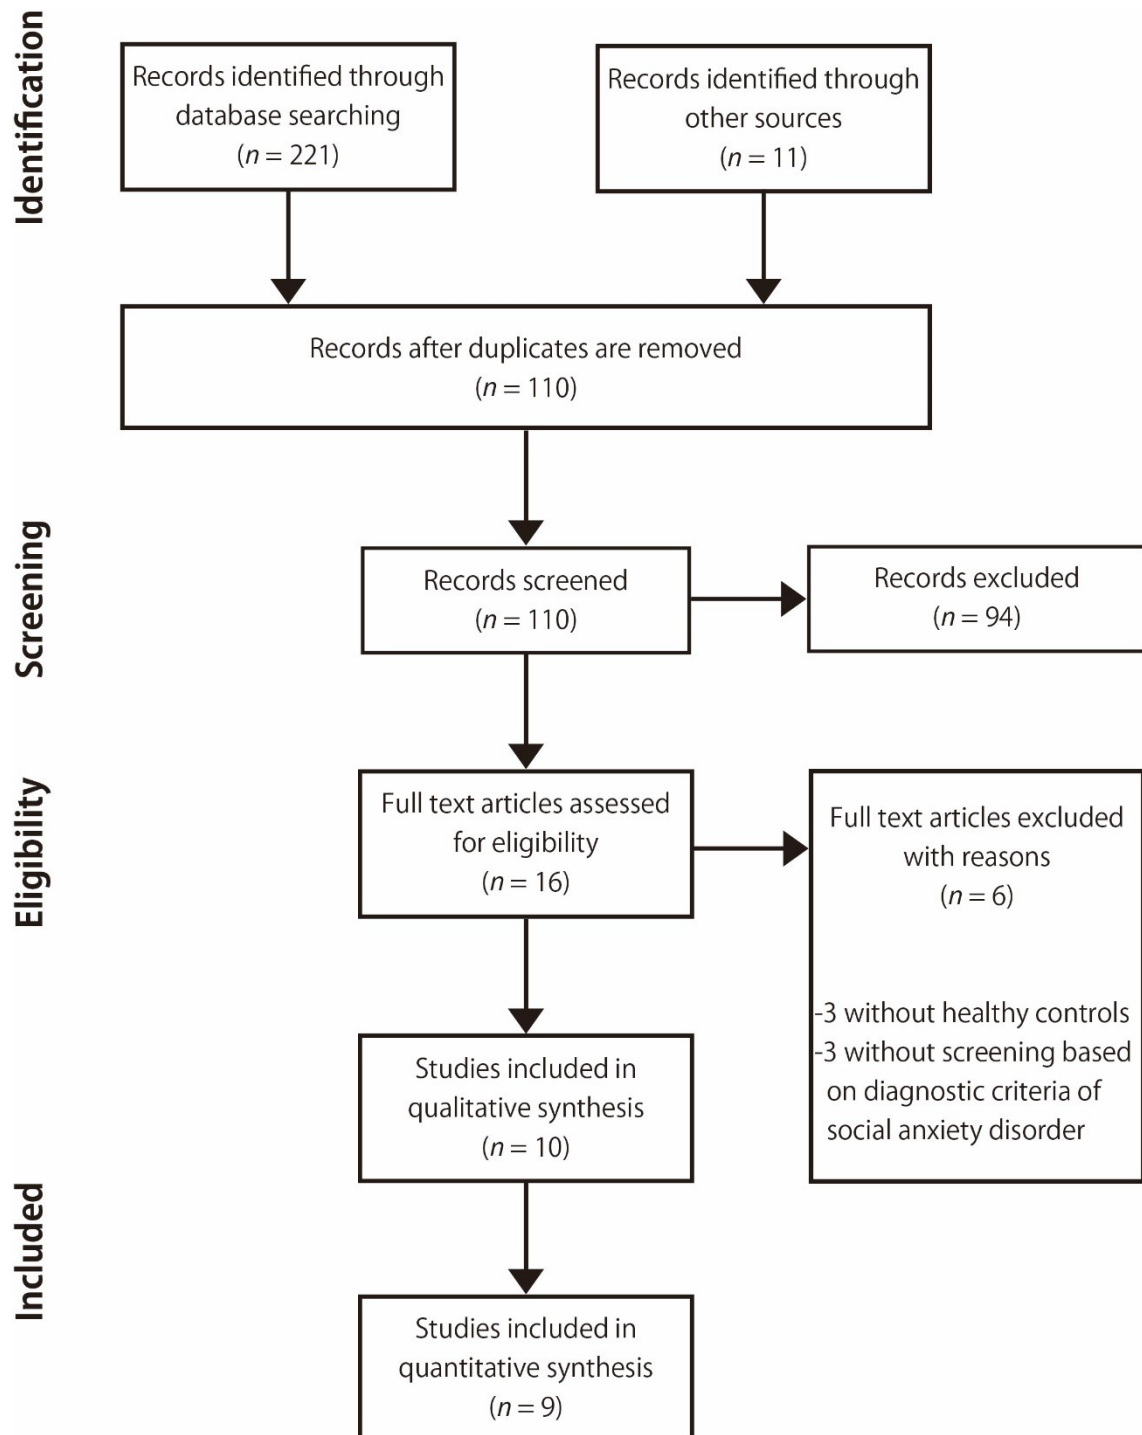 Identification
Records identified through
database searching
(n = 221)
Records identified through
other sources
(n = 11)
Records after duplicates are removed
(n = 110)
Screening
Records screened
(n = 110)
Records excluded
(n = 94)
Eligibility
Full text articles assessed
for eligibility
(n = 16)
Full text articles excluded
with reasons
(n = 6)
-3 without healthy controls
-3 without screening based
on diagnostic criteria of
social anxiety disorder
Included
Studies included in
qualitative synthesis
(n = 10)
Studies included in
quantitative synthesis
(n = 9)